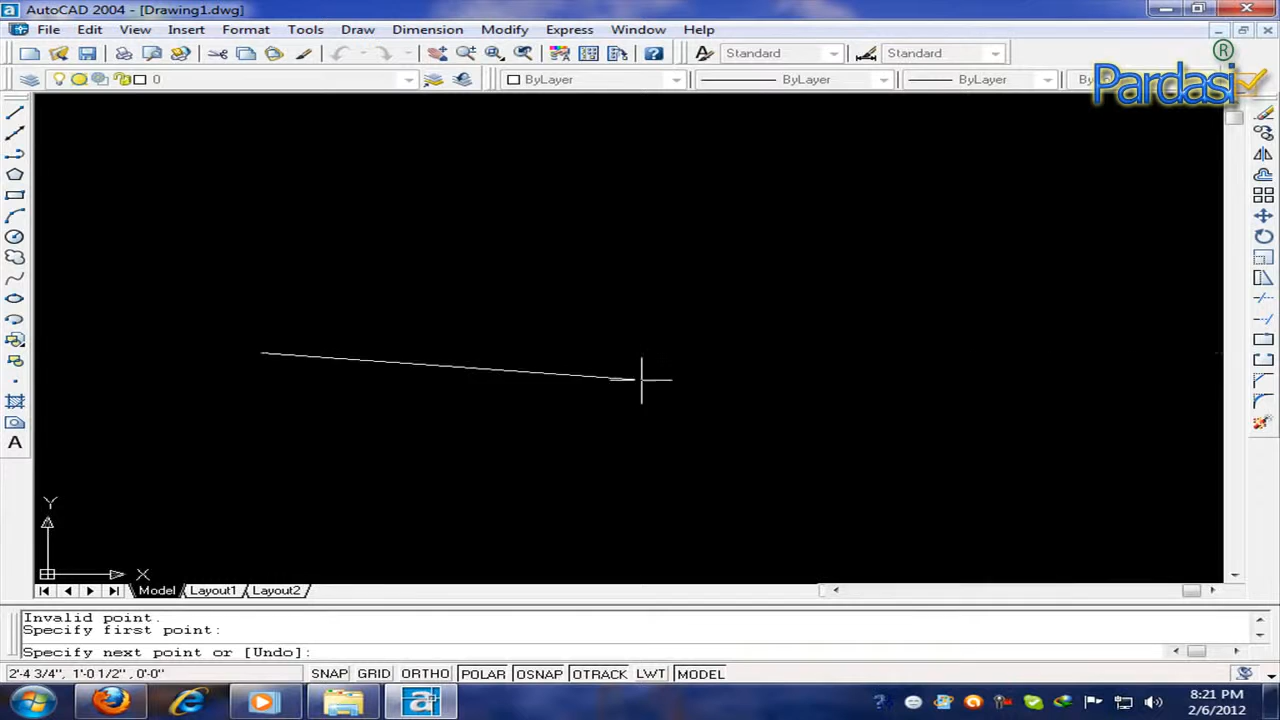 AutoCAD 2004 - [Drawing1.dwg]
File Edit View Insert Format Tools Draw Dimension Modify Express Window Help
®
Standard Standard
Pardasi
0 ByLayer ByLayer ByLayer By
A
Y
X
Model Layout1 Layout2
Invalid point.
Specify first point:
Specify next point or [Undo]:
2'-4 3/4", 1'-0 1/2", 0'-0" SNAP GRID ORTHO POLAR OSNAP OTRACK LWT MODEL
8:21 PM
2/6/2012